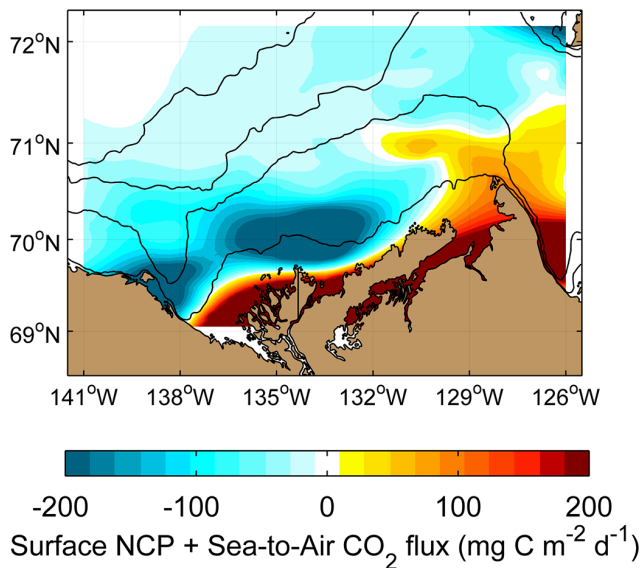 72°N
71°N
70°N
69°N
141°W 138°W 135°W 132°W 129°W 126°W
-200 -100 0 100 200
Surface NCP + Sea-to-Air CO₂ flux (mg C m⁻² d⁻¹)